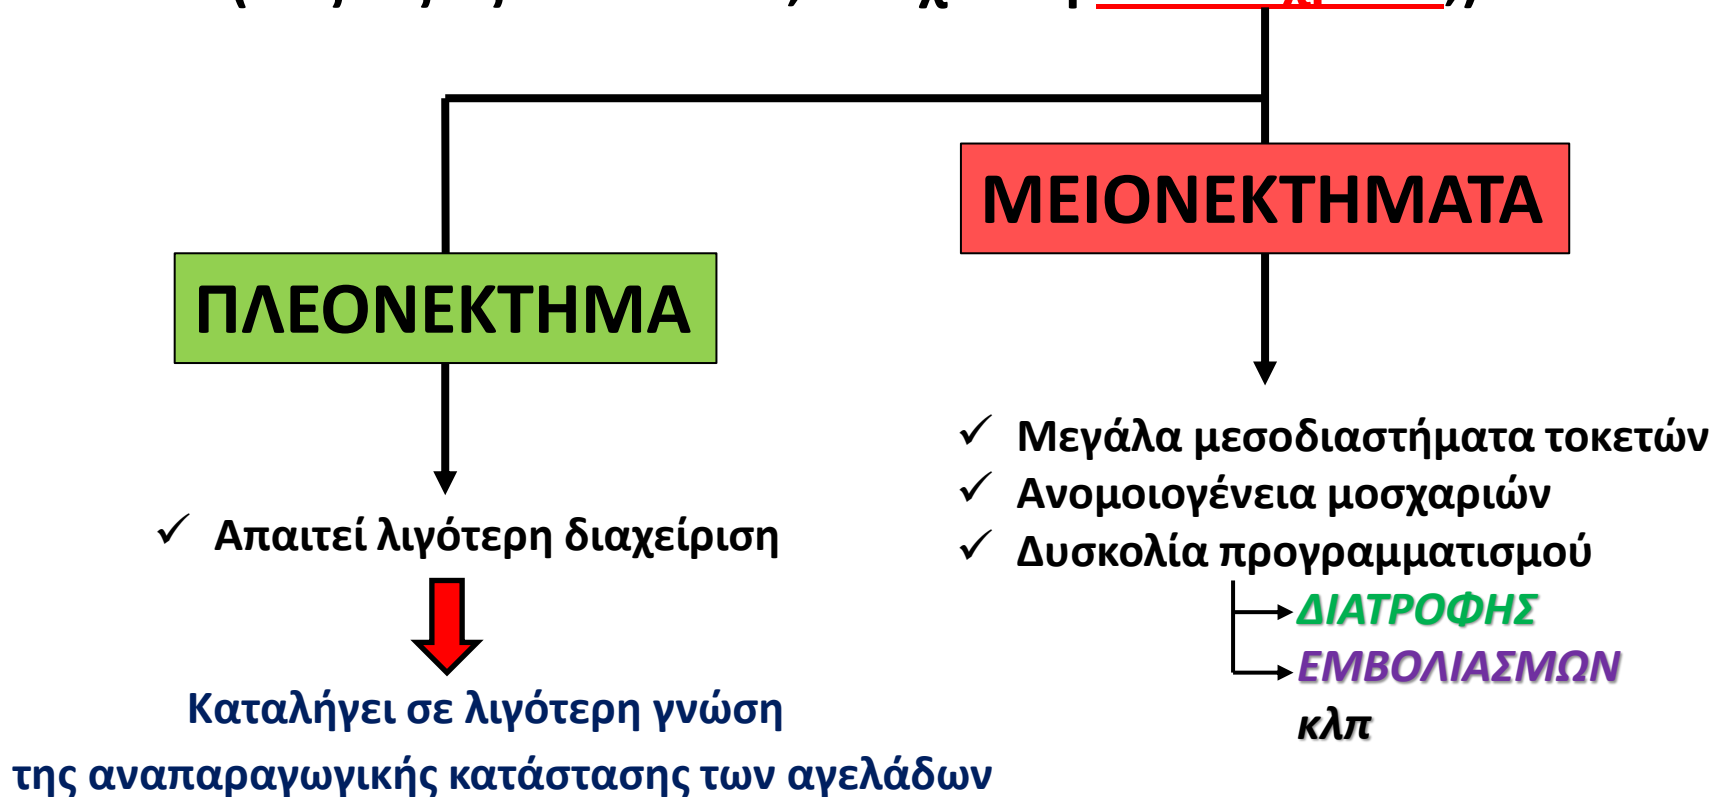 ΜΕΙΟΝΕΚΤΗΜΑΤΑ
ΠΛΕΟΝΕΚΤΗΜΑ
✓ Μεγάλα μεσοδιαστήματα τοκετών
✓ Ανομοιογένεια μοσχαριών
✓ Δυσκολία προγραμματισμού
ΔΙΑΤΡΟΦΗΣ
ΕΜΒΟΛΙΑΣΜΩΝ
κλπ
✓ Απαιτεί λιγότερη διαχείριση
Καταλήγει σε λιγότερη γνώση
της αναπαραγωγικής κατάστασης των αγελάδων